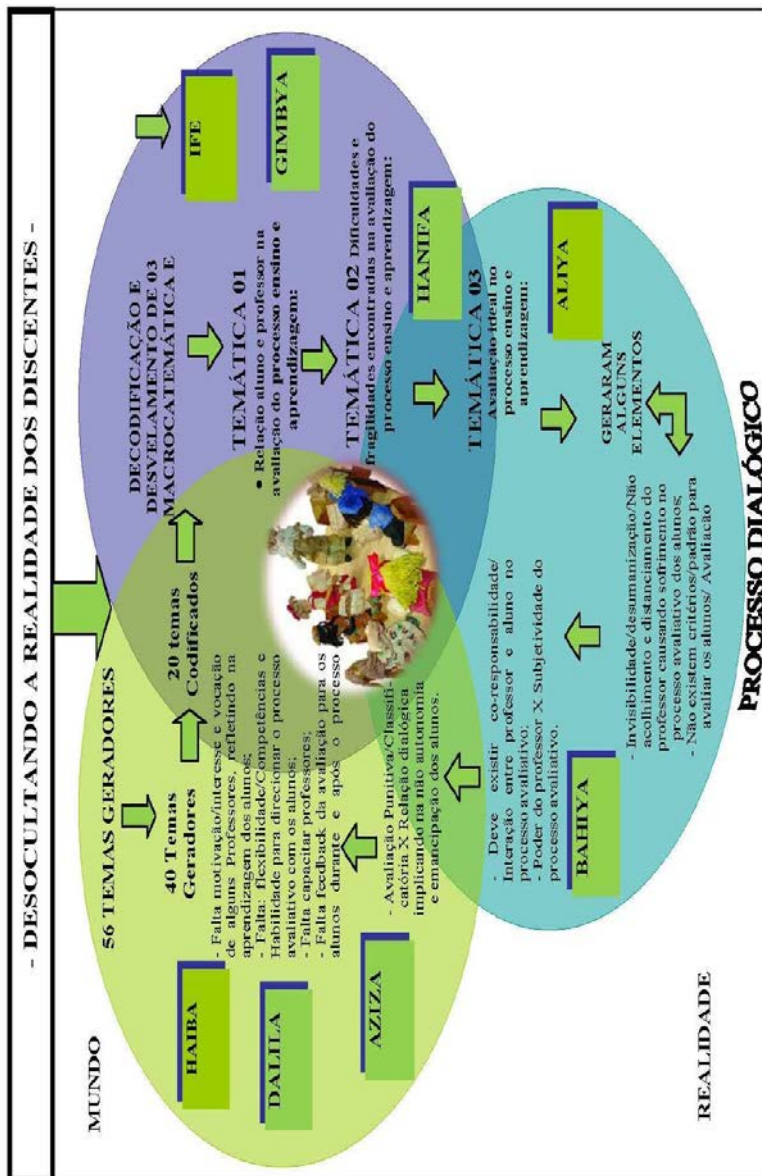 - DESOCULTANDO A REALIDADE DOS DISCENTES -
MUNDO
56 TEMAS GERADORES
40 Temas
Geradores
20 temas
Codificados
DECODIFICAÇÃO E
DESVELAMENTO DE 03
MACROCATEMÁTICA E
IFE
GIMBYA
HAIBA
DALILA
AZIZA
- Falta motivação/interesse e vocação
de alguns Professores, refletindo na
aprendizagem dos alunos;
- Falta: flexibilidade/Competências e
Habilidade para direcionar o processo
avaliativo com os alunos;
- Falta capacitar professores;
- Falta feedback da avaliação para os
alunos durante e após o processo
- Avaliação Punitiva/Classifi-
catória X Relação dialógica
implicando na não autonomia
e emancipação dos alunos.
TEMÁTICA 01
• Relação aluno e professor na
avaliação do processo ensino e
aprendizagem:
TEMÁTICA 02 Dificuldades e
fragilidades encontradas na avaliação do
processo ensino e aprendizagem:
HANIFA
TEMÁTICA 03
Avaliação ideal no
processo ensino e
aprendizagem:
ALIYA
GERARAM
ALGUNS
ELEMENTOS
- Deve existir co-responsabilidade/
Interação entre professor e aluno no
processo avaliativo;
- Poder do professor X Subjetividade do
processo avaliativo.
BAHIYA
- Invisibilidade/desumanização/Não
acolhimento e distanciamento do
professor causando sofrimento no
processo avaliativo dos alunos;
- Não existem critérios/padrão para
avaliar os alunos/ Avaliação
REALIDADE
PROCESSO DIALÓGICO